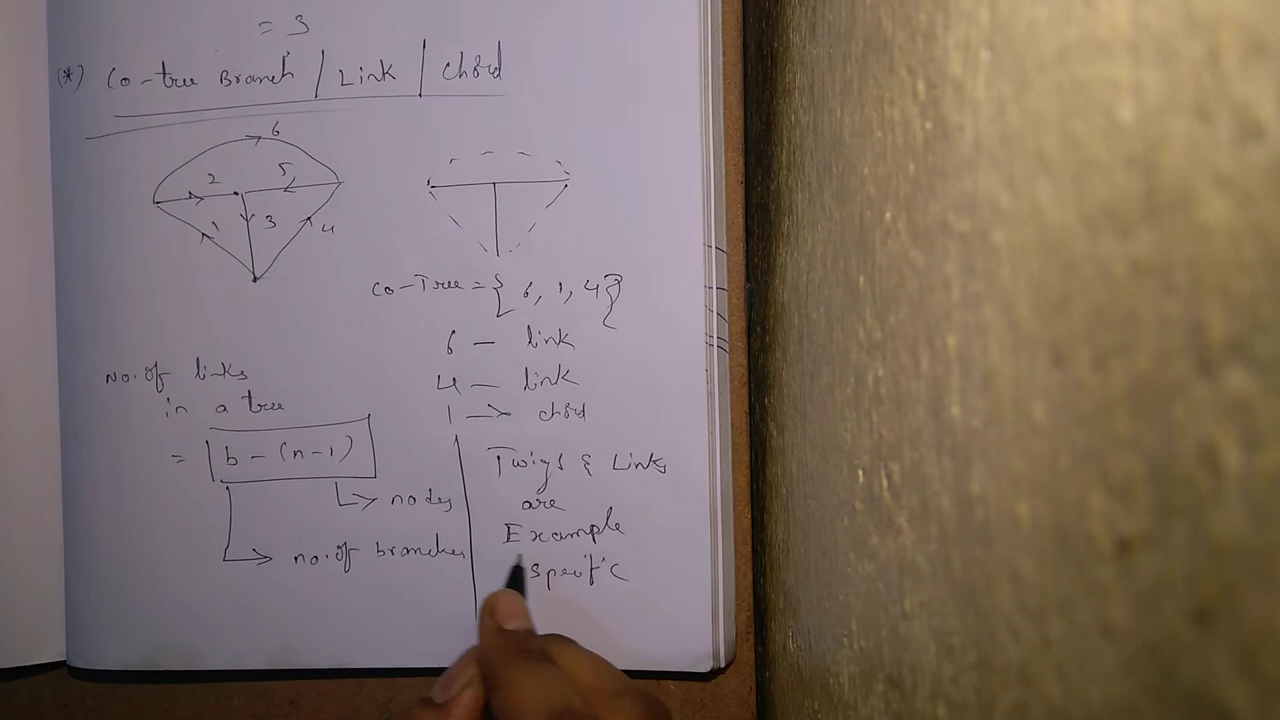 = 3
(*) Co-tree Branch / Link / Chord
6
2
5
3
1
4
Co-Tree = { 6, 1, 4 }
6 - link
4 - link
1 -> chord
No. of links
in a tree
= b - (n-1)
-> nodes
-> no. of branches
Twigs & Links
are
Example
specific